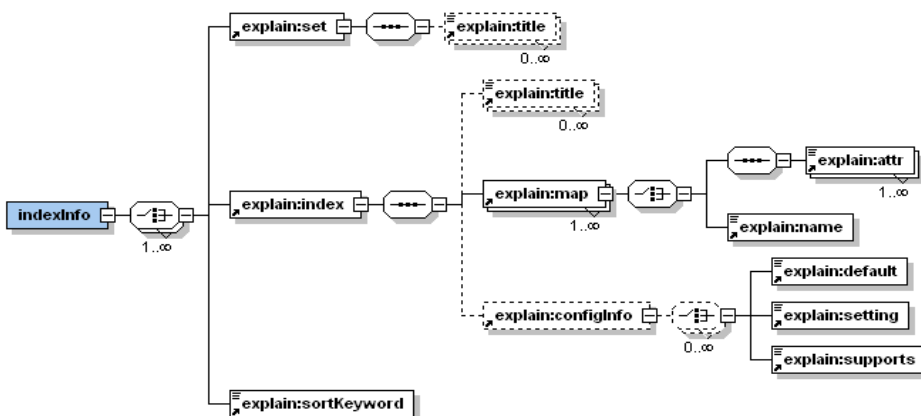 explain:set
explain:title
0..∞
explain:title
0..∞
explain:attr
1..∞
explain:index
explain:map
1..∞
indexInfo
1..∞
explain:name
explain:default
explain:configInfo
0..∞
explain:setting
explain:supports
explain:sortKeyword